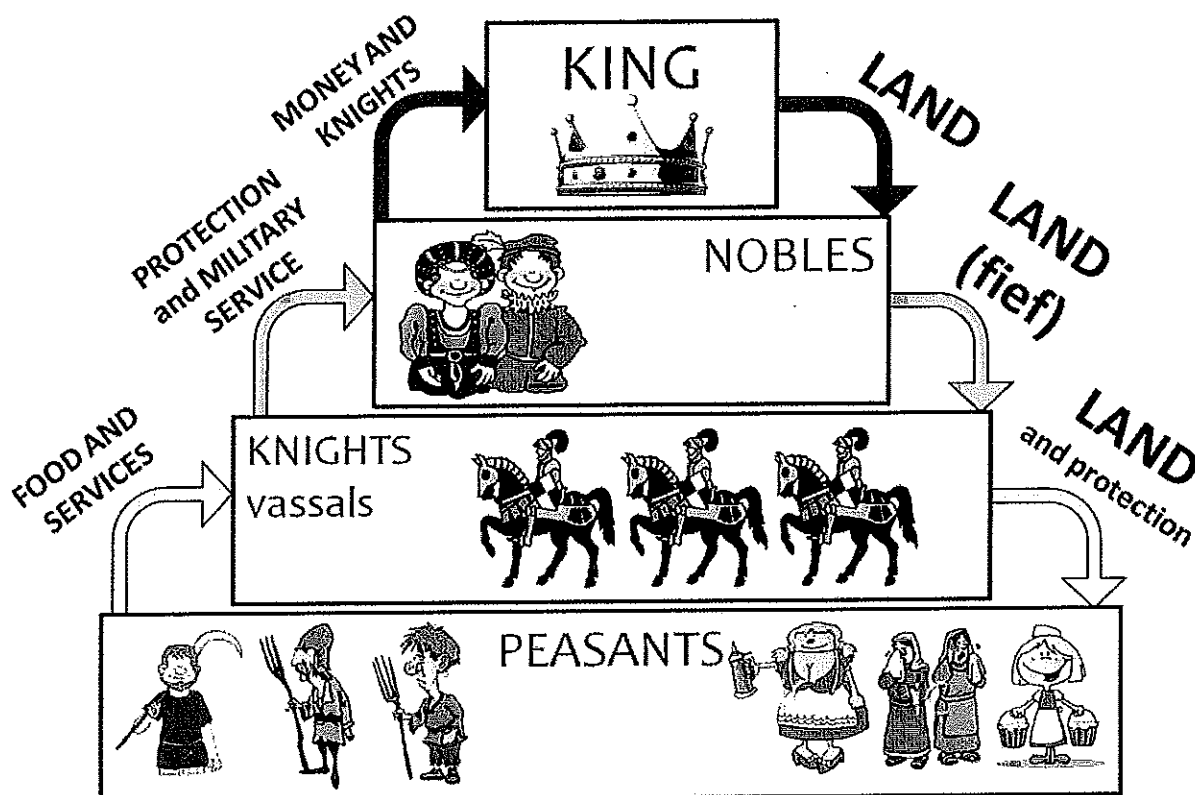 MONEY AND
KNIGHTS
KING
LAND
PROTECTION
and MILITARY
SERVICE
NOBLES
LAND
(fief)
FOOD AND
SERVICES
KNIGHTS
vassals
LAND
and protection
PEASANTS